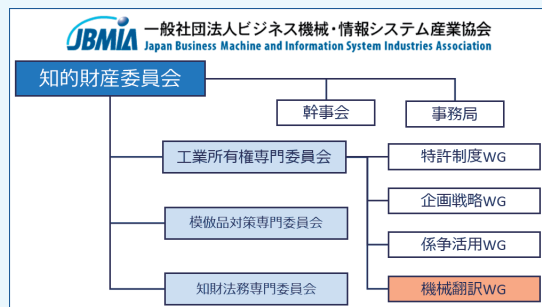 JBMIA 一般社団法人ビジネス機械・情報システム産業協会
Japan Business Machine and Information System Industries Association
知的財産委員会
幹事会
事務局
工業所有権専門委員会
特許制度WG
企画戦略WG
模倣品対策専門委員会
係争活用WG
知財法務専門委員会
機械翻訳WG